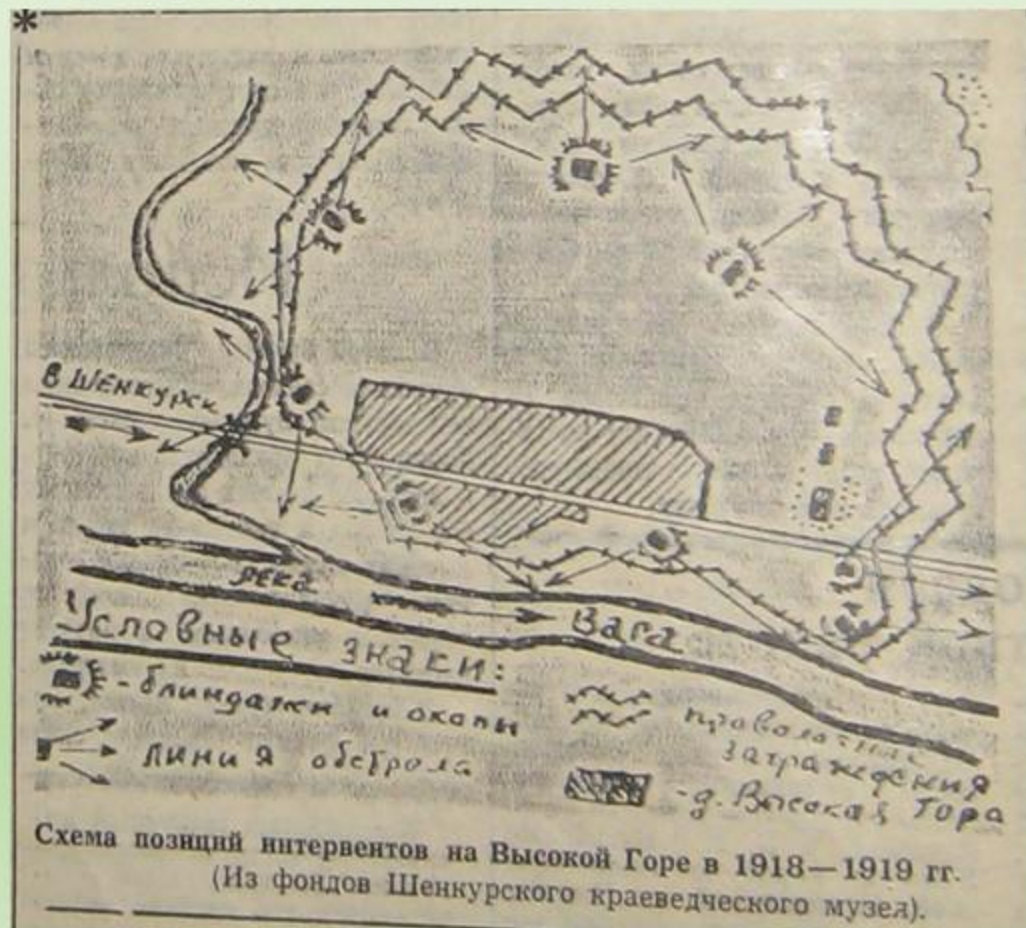 *
В ШЕНКУРСК
река
Вага
Условные знаки:
- блиндажи и окопы
линия обстрела
проволочные
заграждения
- д. Высокая Гора
Схема позиций интервентов на Высокой Горе в 1918—1919 гг.
(Из фондов Шенкурского краеведческого музея).